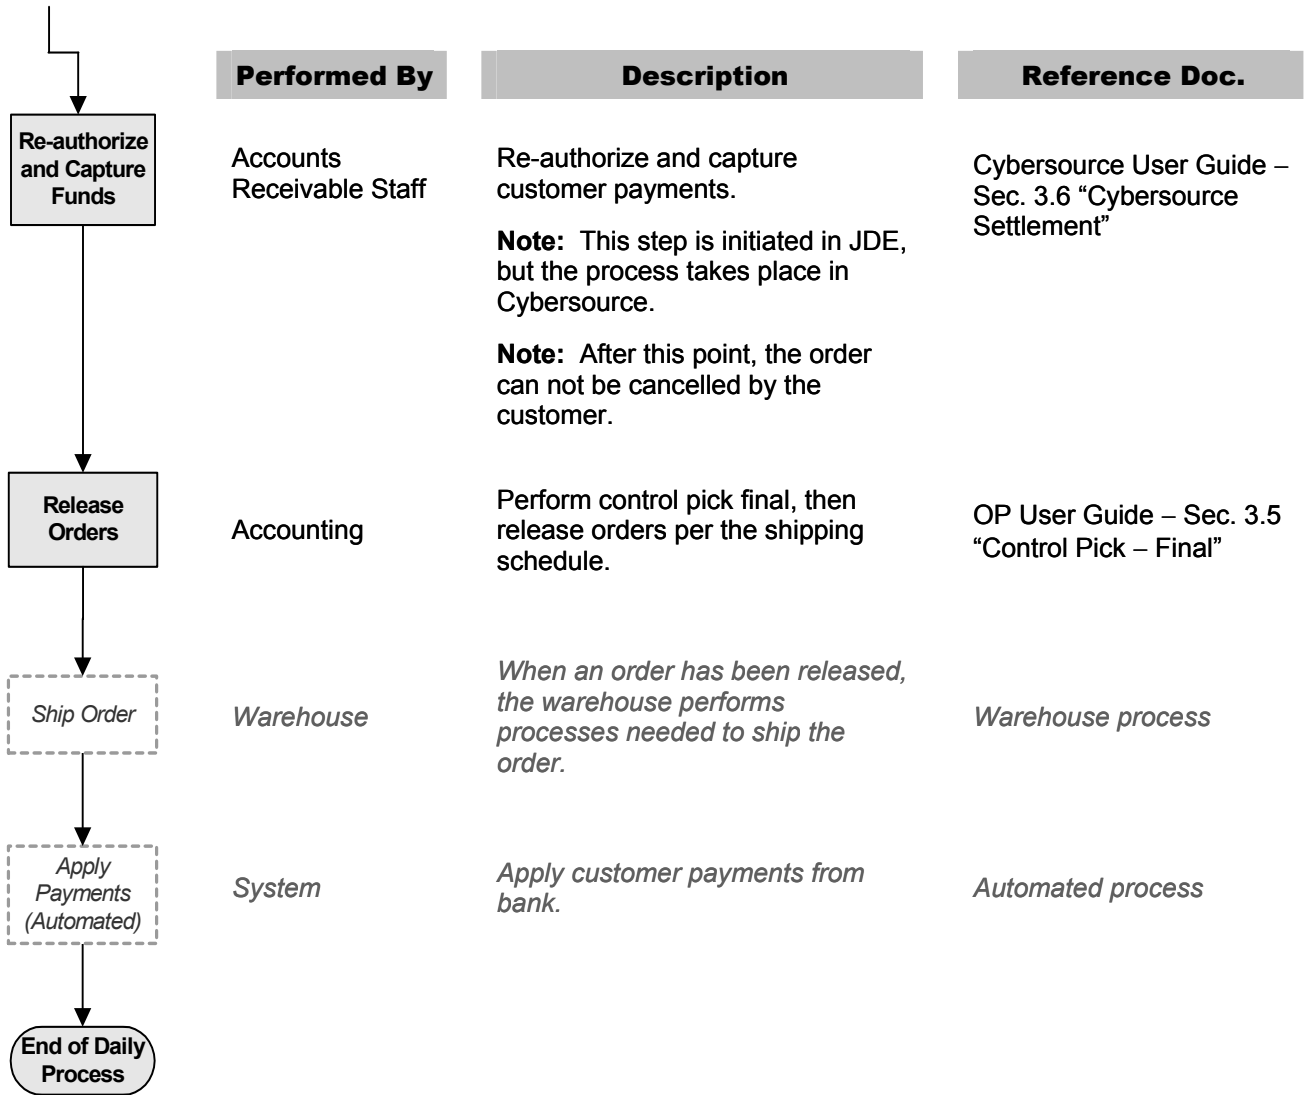 Performed By
Description
Reference Doc.
Re-authorize
and Capture
Funds
Accounts
Receivable Staff
Re-authorize and capture
customer payments.
Note:  This step is initiated in JDE,
but the process takes place in
Cybersource.
Note:  After this point, the order
can not be cancelled by the
customer.
Cybersource User Guide –
Sec. 3.6 “Cybersource
Settlement”
Release
Orders
Accounting
Perform control pick final, then
release orders per the shipping
schedule.
OP User Guide – Sec. 3.5
“Control Pick – Final”
Ship Order
Warehouse
When an order has been released,
the warehouse performs
processes needed to ship the
order.
Warehouse process
Apply
Payments
(Automated)
System
Apply customer payments from
bank.
Automated process
End of Daily
Process